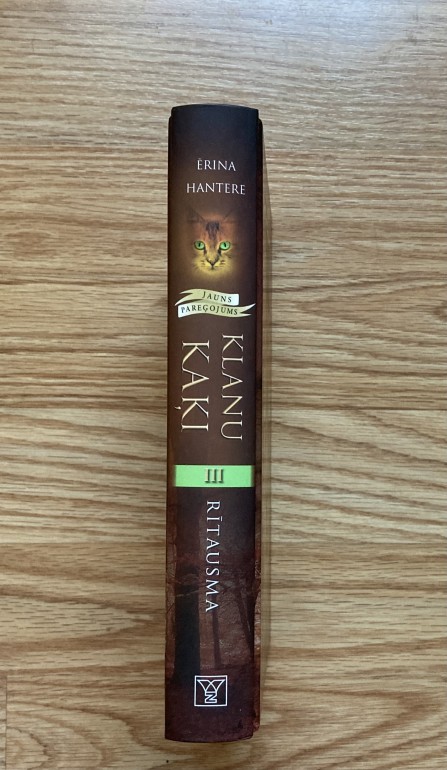 ĒRINA
HANTERE
JAUNS
PAREGOJUMS
KLANU
KAĶI
III
RĪTAUSMA